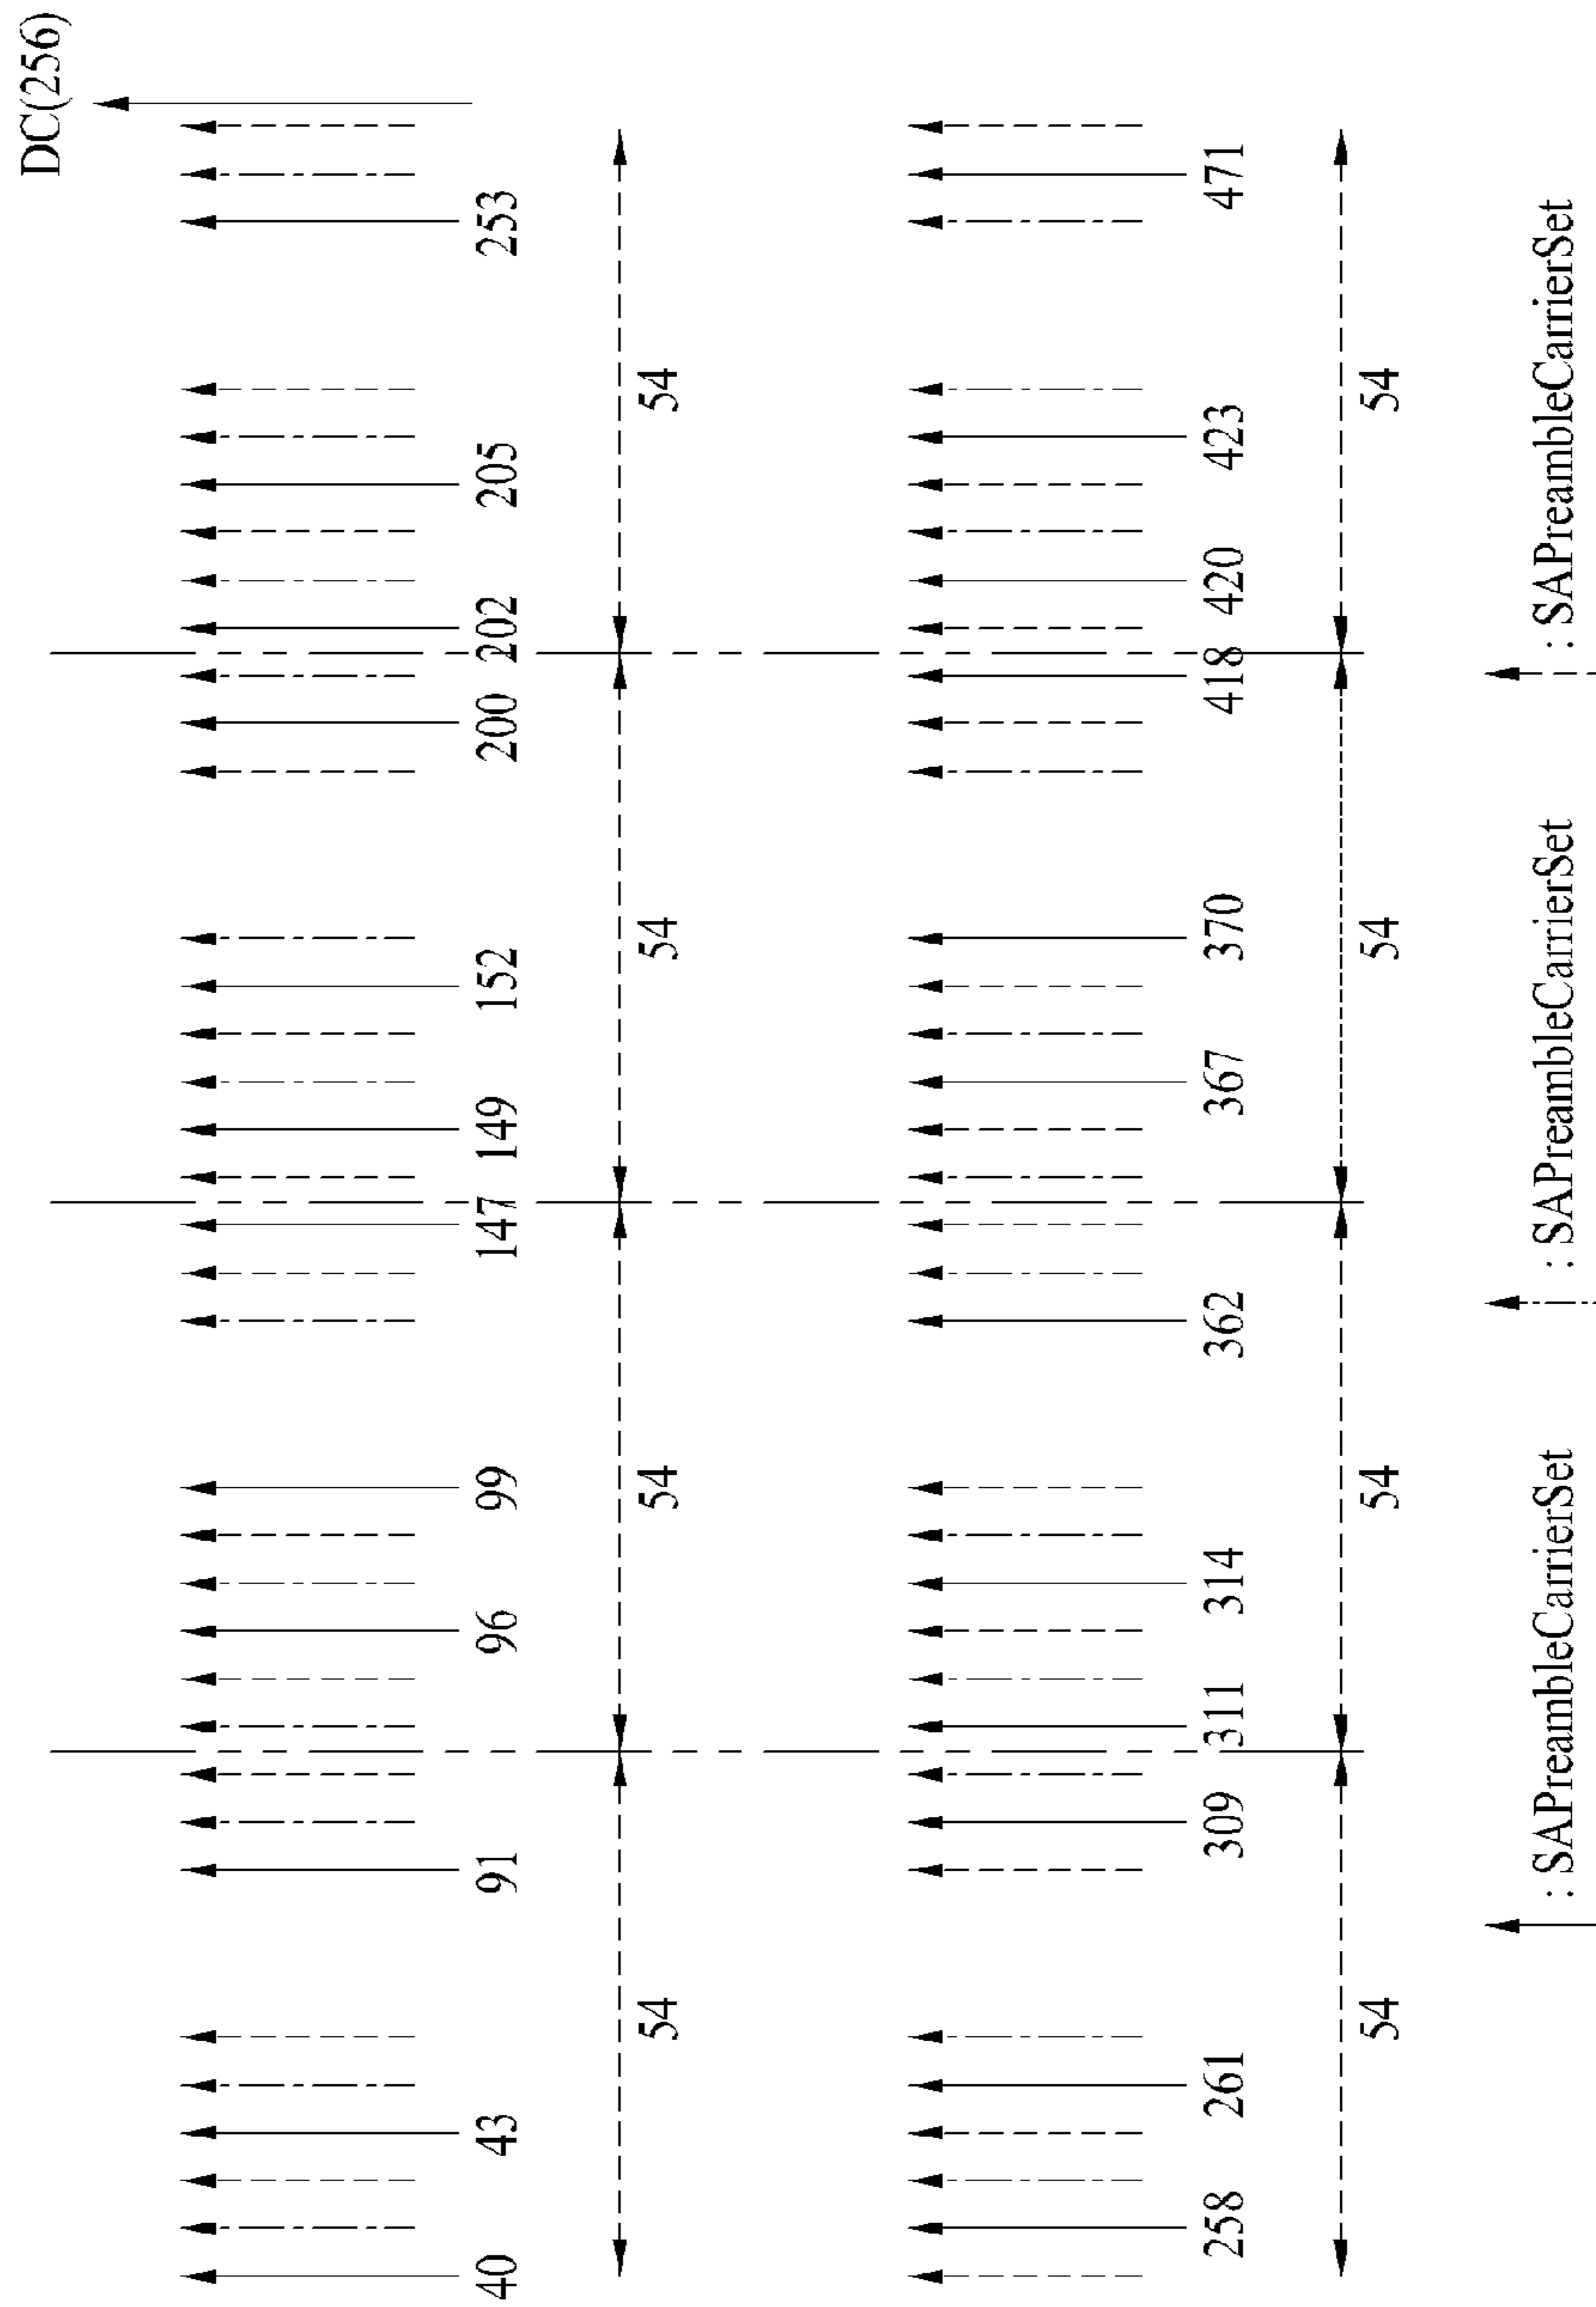 DC(256)
40 43 91 96 99 147 149 152 200 202 205 253
54 54 54 54
258 261 309 311 314 362 367 370 418 420 423 471
54 54 54 54
: SAPreambleCarrierSet : SAPreambleCarrierSet : SAPreambleCarrierSet